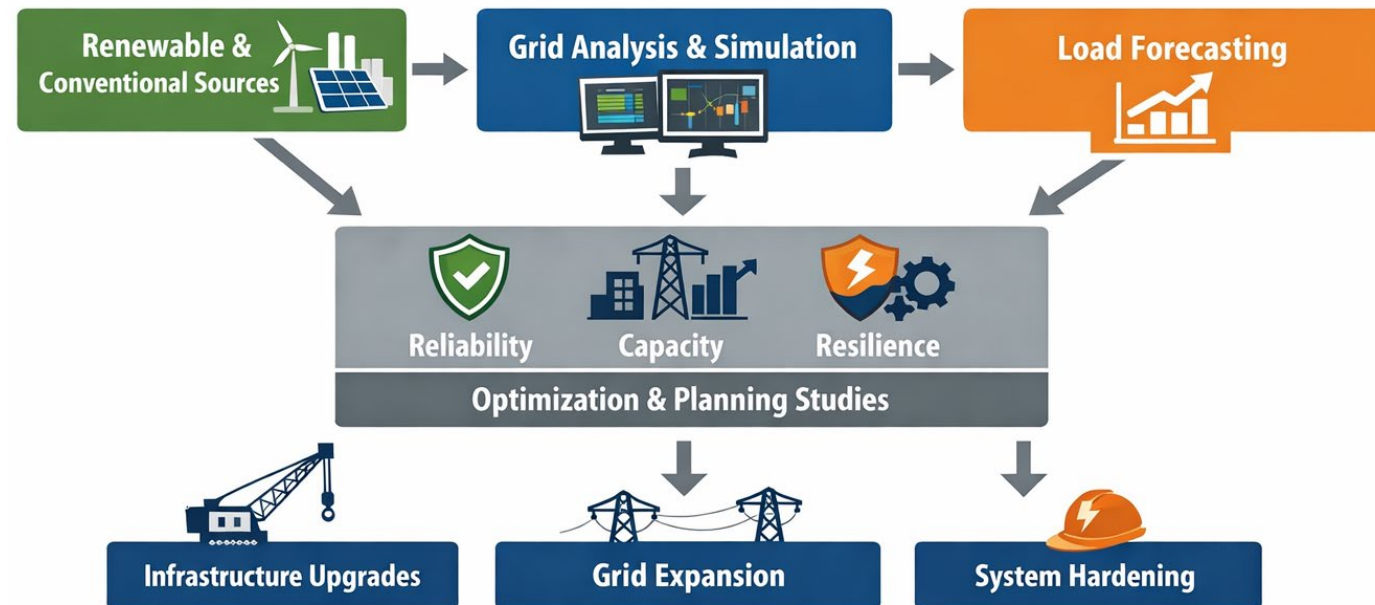 Renewable &
Conventional Sources
Grid Analysis & Simulation
Load Forecasting
Reliability
Capacity
Resilience
Optimization & Planning Studies
Infrastructure Upgrades
Grid Expansion
System Hardening